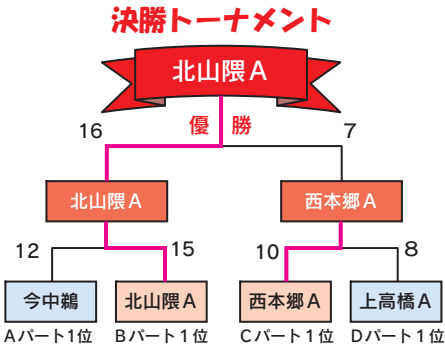 決勝トーナメント
北山隈A
16 優勝 7
北山隈A 西本郷A
12 15 10 8
今中鵜 北山隈A 西本郷A 上高橋A
Aパート1位 Bパート1位 Cパート1位 Dパート1位